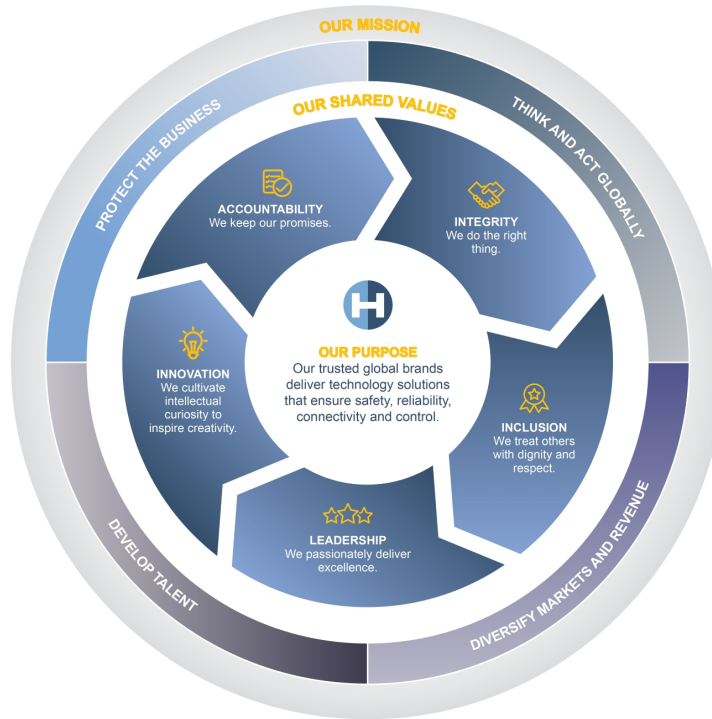 OUR MISSION
PROTECT THE BUSINESS
THINK AND ACT GLOBALLY
OUR SHARED VALUES
ACCOUNTABILITY
We keep our promises.
INTEGRITY
We do the right
thing.
H
OUR PURPOSE
Our trusted global brands
deliver technology solutions
that ensure safety, reliability,
connectivity and control.
INNOVATION
We cultivate
intellectual
curiosity to
inspire creativity.
INCLUSION
We treat others
with dignity and
respect.
LEADERSHIP
We passionately deliver
excellence.
DEVELOP TALENT
DIVERSIFY MARKETS AND REVENUE